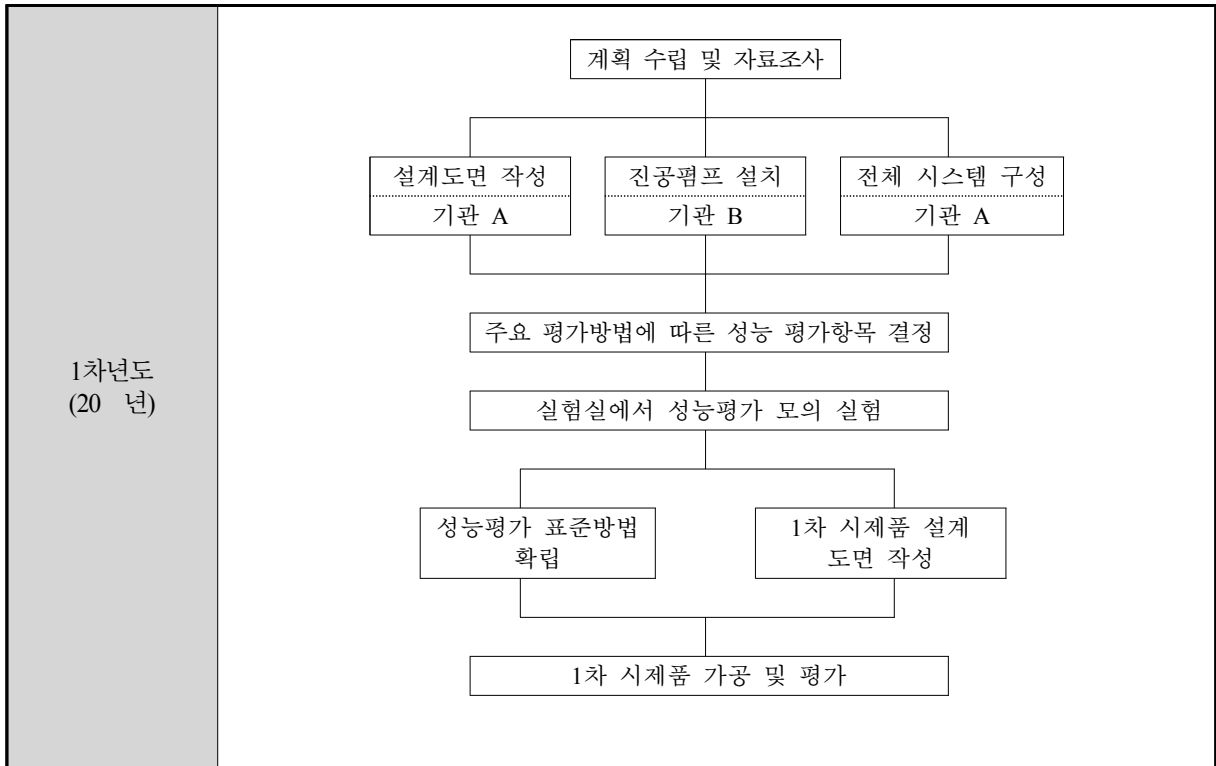 계획 수립 및 자료조사
설계도면 작성
기관 A
진공펌프 설치
기관 B
전체 시스템 구성
기관 A
주요 평가방법에 따른 성능 평가항목 결정
1차년도
(20 년)
실험실에서 성능평가 모의 실험
성능평가 표준방법
확립
1차 시제품 설계
도면 작성
1차 시제품 가공 및 평가